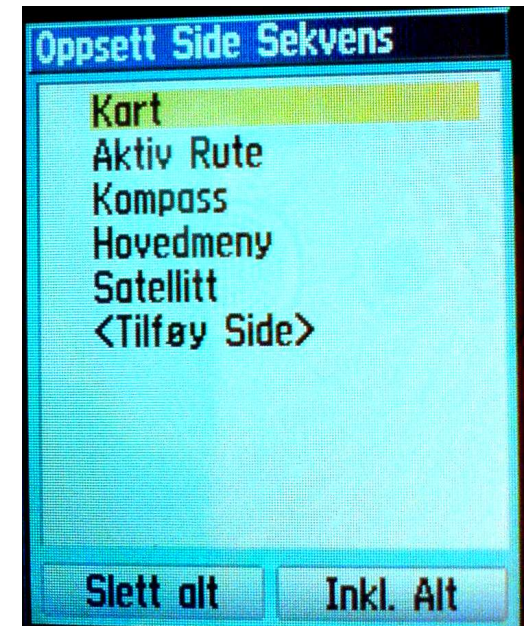 Oppsett Side Sekvens
Kart
Aktiv Rute
Kompass
Hovedmeny
Satellitt
<Tilføy Side>
Slett alt
Inkl. Alt